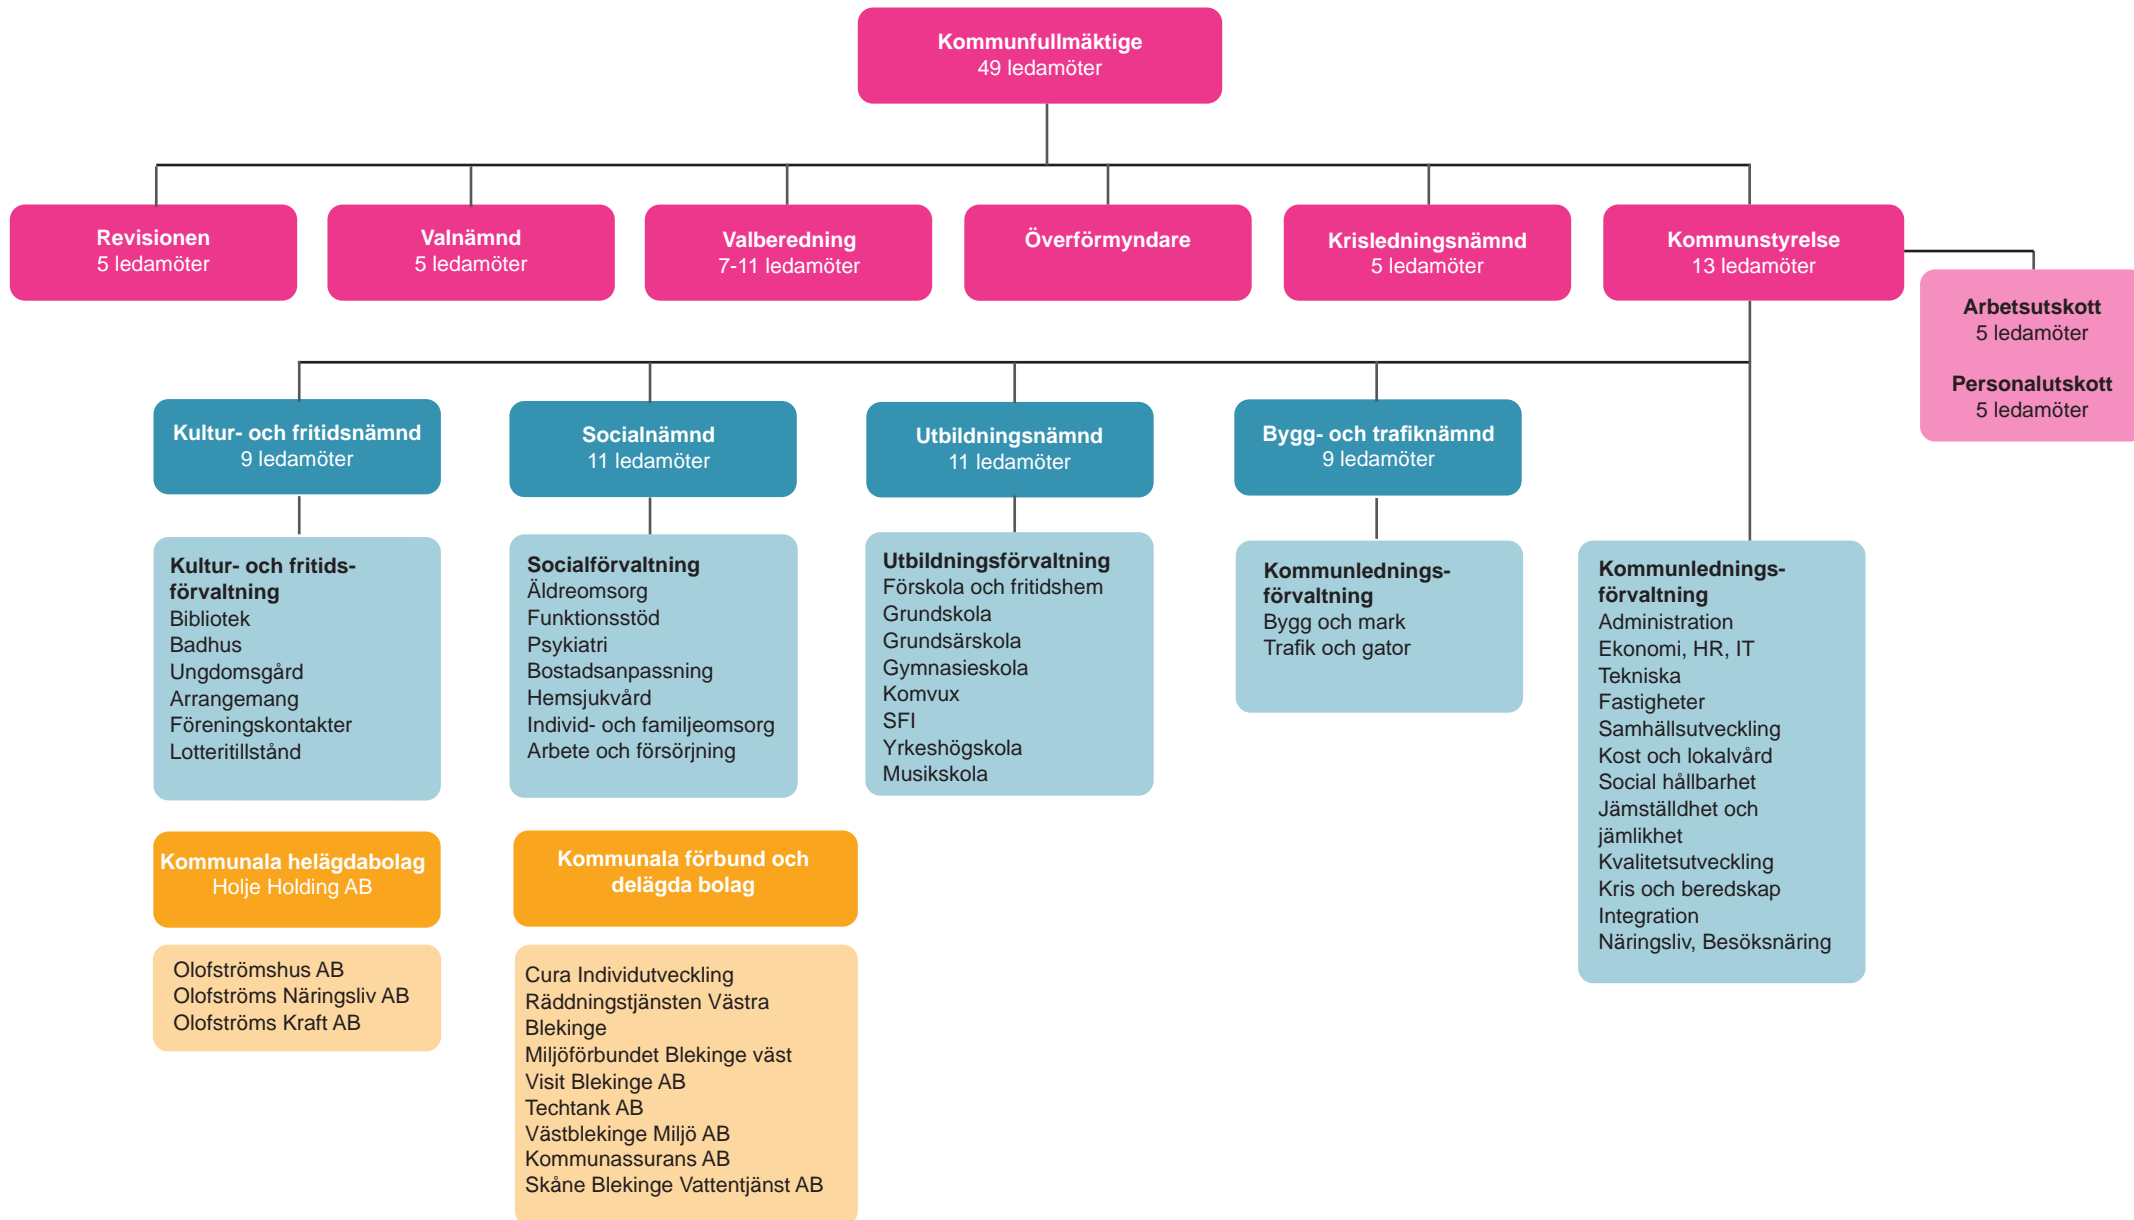 Kommunfullmäktige
49 ledamöter
Revisionen
5 ledamöter
Valnämnd
5 ledamöter
Valberedning
7-11 ledamöter
Överförmyndare
Krisledningsnämnd
5 ledamöter
Kommunstyrelse
13 ledamöter
Arbetsutskott
5 ledamöter
Personalutskott
5 ledamöter
Kultur- och fritidsnämnd
9 ledamöter
Socialnämnd
11 ledamöter
Utbildningsnämnd
11 ledamöter
Bygg- och trafiknämnd
9 ledamöter
Kultur- och fritids-
förvaltning
Bibliotek
Badhus
Ungdomsgård
Arrangemang
Föreningskontakter
Lotteritillstånd
Socialförvaltning
Äldreomsorg
Funktionsstöd
Psykiatri
Bostadsanpassning
Hemsjukvård
Individ- och familjeomsorg
Arbete och försörjning
Utbildningsförvaltning
Förskola och fritidshem
Grundskola
Grundsärskola
Gymnasieskola
Komvux
SFI
Yrkeshögskola
Musikskola
Kommunlednings-
förvaltning
Bygg och mark
Trafik och gator
Kommunlednings-
förvaltning
Administration
Ekonomi, HR, IT
Tekniska
Fastigheter
Samhällsutveckling
Kost och lokalvård
Social hållbarhet
Jämställdhet och
jämlikhet
Kvalitetsutveckling
Kris och beredskap
Integration
Näringsliv, Besöksnäring
Kommunala helägdabolag
Holje Holding AB
Olofströmshus AB
Olofströms Näringsliv AB
Olofströms Kraft AB
Kommunala förbund och
delägda bolag
Cura Individutveckling
Räddningstjänsten Västra
Blekinge
Miljöförbundet Blekinge väst
Visit Blekinge AB
Techtank AB
Västblekinge Miljö AB
Kommunassurans AB
Skåne Blekinge Vattentjänst AB